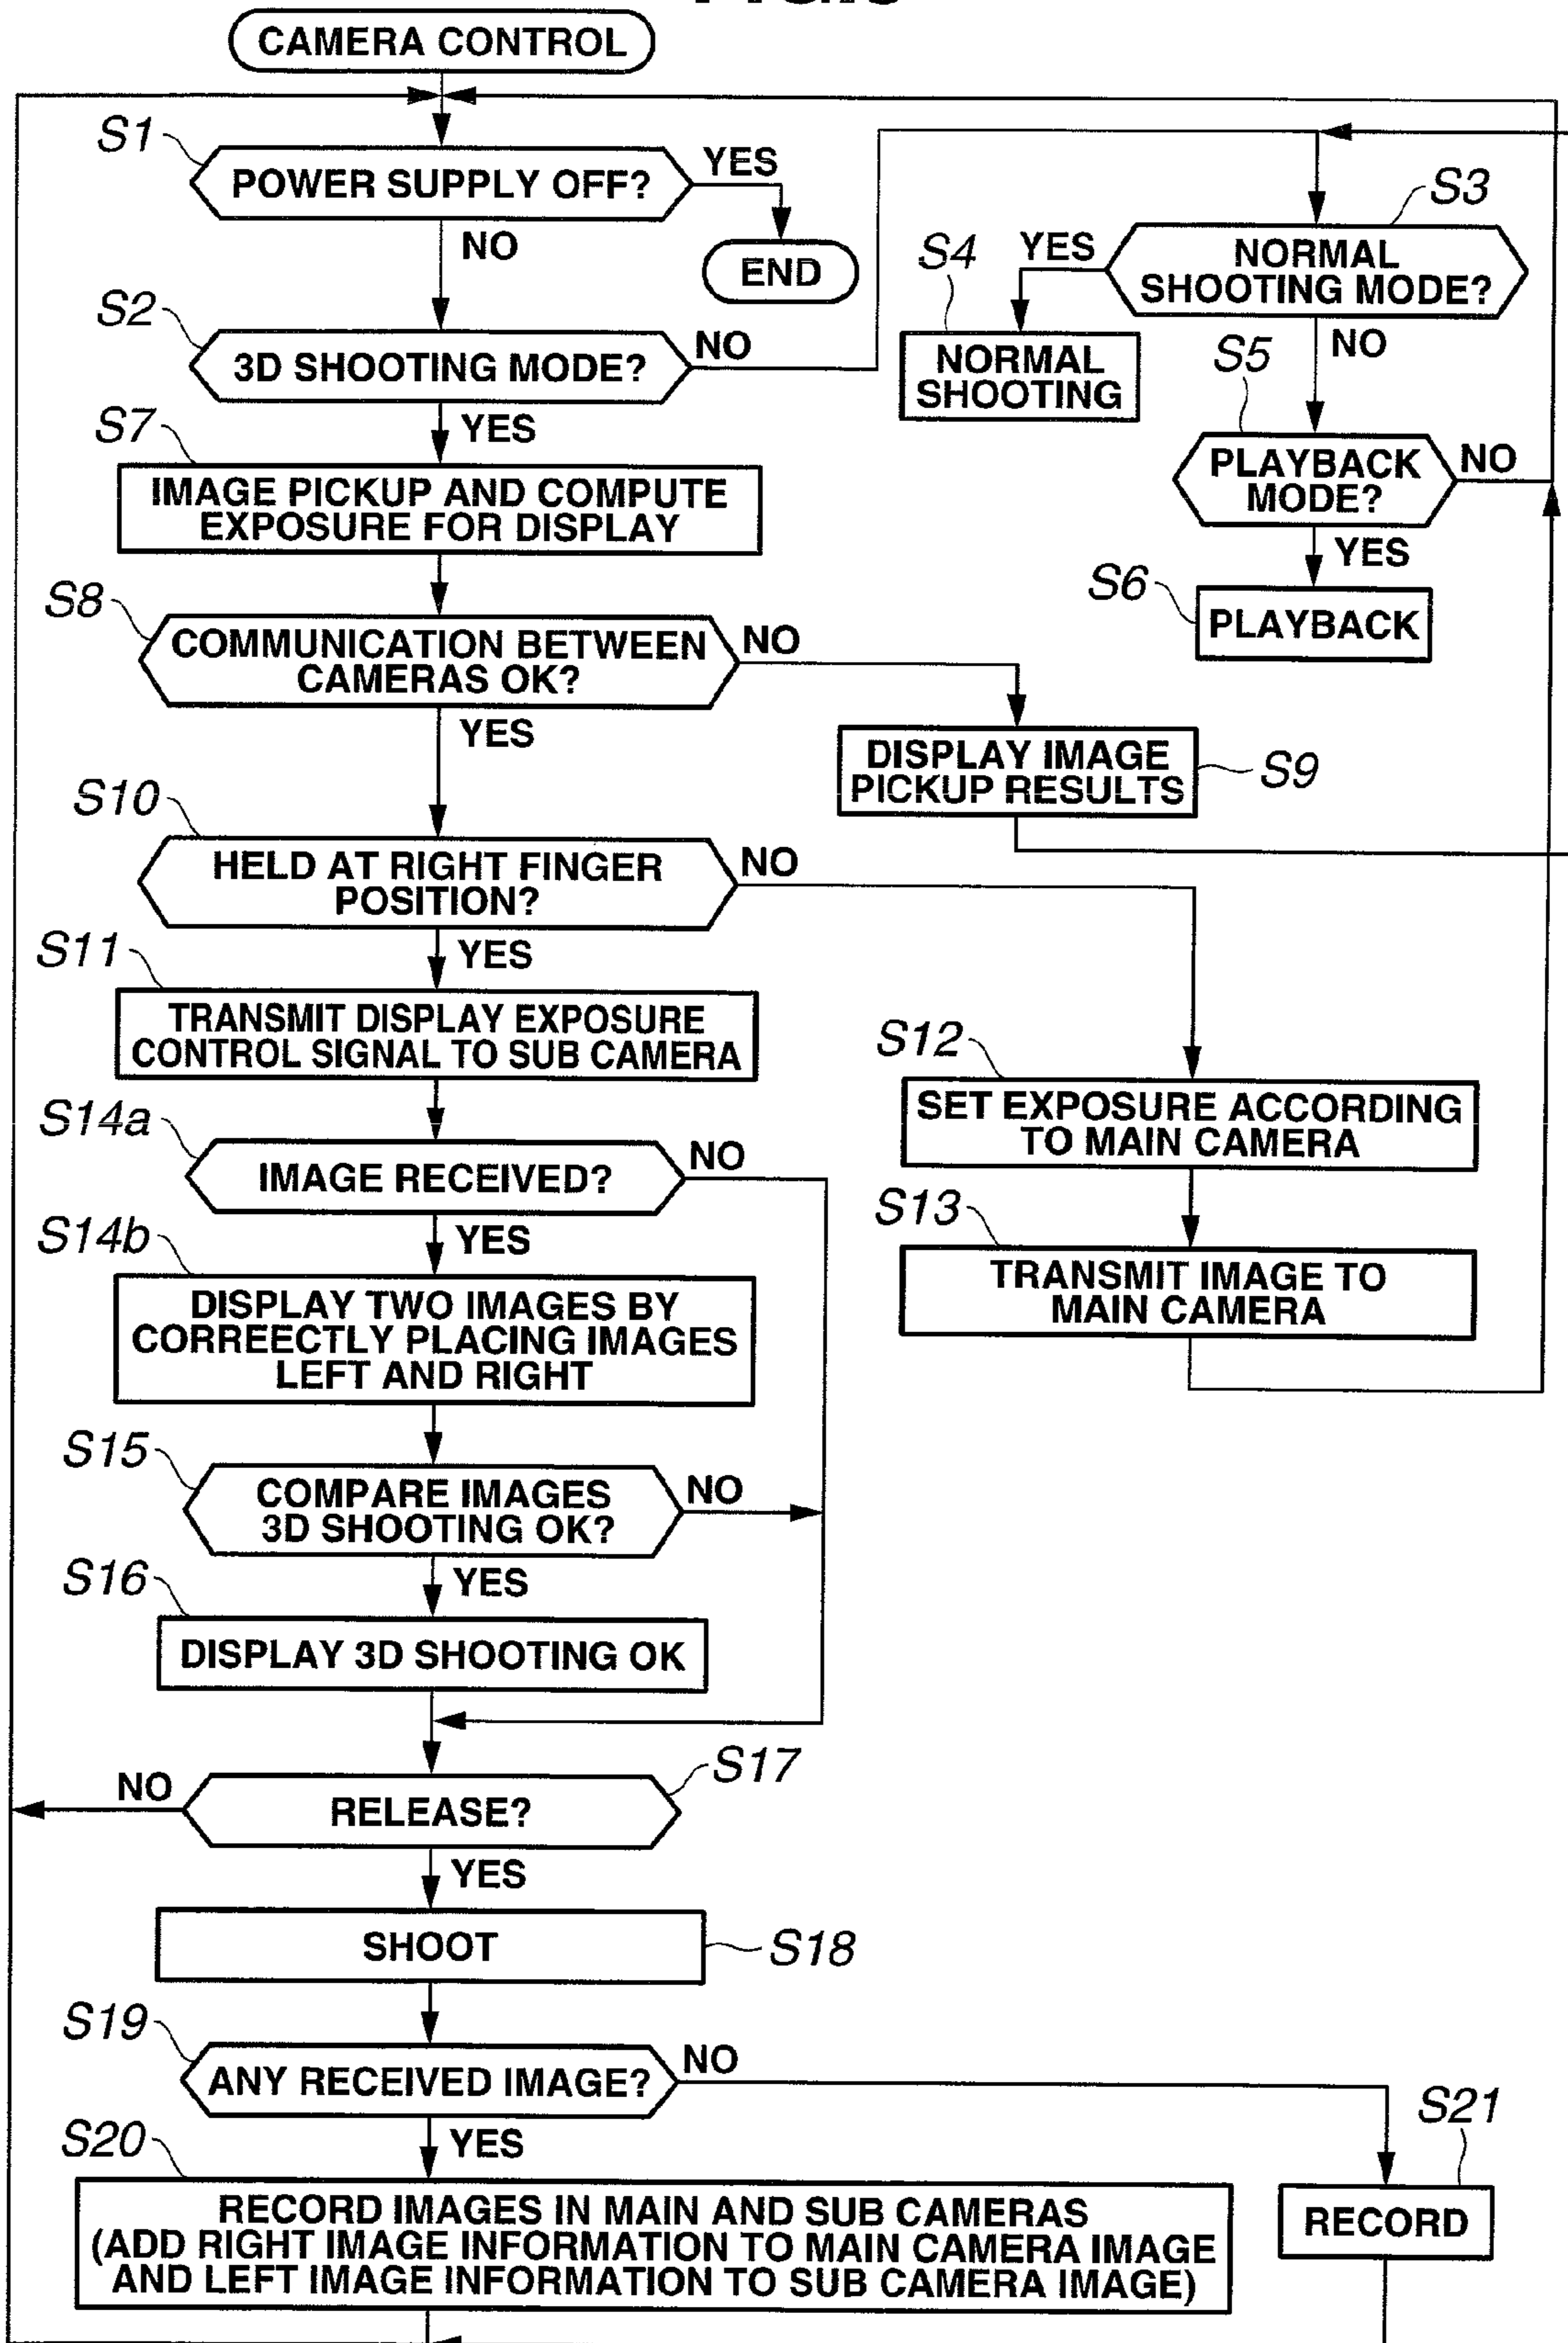 CAMERA CONTROL
S1
POWER SUPPLY OFF?
YES
END
NO
S2
3D SHOOTING MODE?
NO
S3
NORMAL
SHOOTING MODE?
YES
S4
NORMAL
SHOOTING
NO
S5
PLAYBACK
MODE?
NO
YES
S6
PLAYBACK
YES
S7
IMAGE PICKUP AND COMPUTE
EXPOSURE FOR DISPLAY
S8
COMMUNICATION BETWEEN
CAMERAS OK?
NO
DISPLAY IMAGE
PICKUP RESULTS
S9
YES
S10
HELD AT RIGHT FINGER
POSITION?
NO
YES
S11
TRANSMIT DISPLAY EXPOSURE
CONTROL SIGNAL TO SUB CAMERA
S12
SET EXPOSURE ACCORDING
TO MAIN CAMERA
S13
TRANSMIT IMAGE TO
MAIN CAMERA
S14a
IMAGE RECEIVED?
NO
YES
S14b
DISPLAY TWO IMAGES BY
CORREECTLY PLACING IMAGES
LEFT AND RIGHT
S15
COMPARE IMAGES
3D SHOOTING OK?
NO
YES
S16
DISPLAY 3D SHOOTING OK
S17
RELEASE?
NO
YES
SHOOT
S18
S19
ANY RECEIVED IMAGE?
NO
YES
S20
RECORD IMAGES IN MAIN AND SUB CAMERAS
(ADD RIGHT IMAGE INFORMATION TO MAIN CAMERA IMAGE
AND LEFT IMAGE INFORMATION TO SUB CAMERA IMAGE)
S21
RECORD